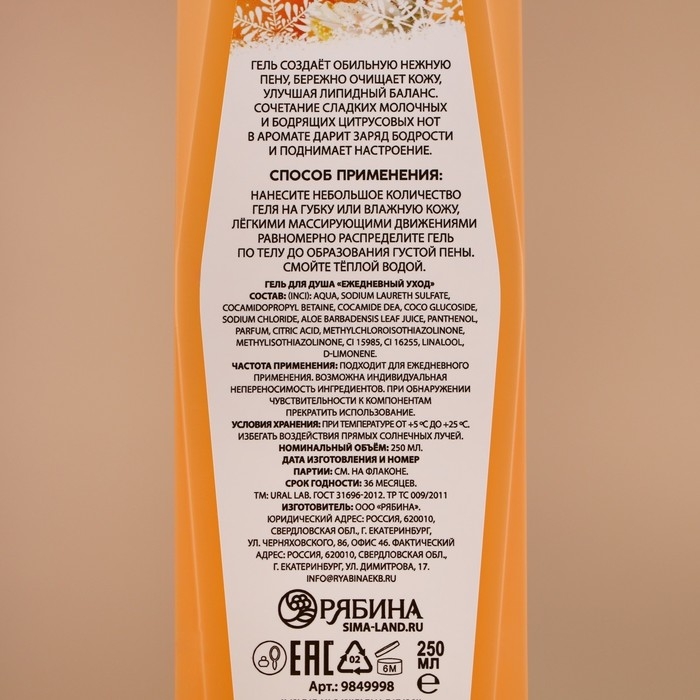 ГЕЛЬ СОЗДАЁТ ОБИЛЬНУЮ НЕЖНУЮ
ПЕНУ, БЕРЕЖНО ОЧИЩАЕТ КОЖУ,
УЛУЧШАЯ ЛИПИДНЫЙ БАЛАНС.
СОЧЕТАНИЕ СЛАДКИХ МОЛОЧНЫХ
И БОДРЯЩИХ ЦИТРУСОВЫХ НОТ
В АРОМАТЕ ДАРИТ ЗАРЯД БОДРОСТИ
И ПОДНИМАЕТ НАСТРОЕНИЕ.
СПОСОБ ПРИМЕНЕНИЯ:
НАНЕСИТЕ НЕБОЛЬШОЕ КОЛИЧЕСТВО
ГЕЛЯ НА ГУБКУ ИЛИ ВЛАЖНУЮ КОЖУ,
ЛЁГКИМИ МАССИРУЮЩИМИ ДВИЖЕНИЯМИ
РАВНОМЕРНО РАСПРЕДЕЛИТЕ ГЕЛЬ
ПО ТЕЛУ ДО ОБРАЗОВАНИЯ ГУСТОЙ ПЕНЫ.
СМОЙТЕ ТЁПЛОЙ ВОДОЙ.
ГЕЛЬ ДЛЯ ДУША «ЕЖЕДНЕВНЫЙ УХОД»
СОСТАВ: (INCI): AQUA, SODIUM LAURETH SULFATE,
COCAMIDOPROPYL BETAINE, COCAMIDE DEA, COCO GLUCOSIDE,
SODIUM CHLORIDE, ALOE BARBADENSIS LEAF JUICE, PANTHENOL,
PARFUM, CITRIC ACID, METHYLCHLOROISOTHIAZOLINONE,
METHYLISOTHIAZOLINONE, CI 15985, CI 16255, LINALOOL,
D-LIMONENE.
ЧАСТОТА ПРИМЕНЕНИЯ: ПОДХОДИТ ДЛЯ ЕЖЕДНЕВНОГО
ПРИМЕНЕНИЯ. ВОЗМОЖНА ИНДИВИДУАЛЬНАЯ
НЕПЕРЕНОСИМОСТЬ ИНГРЕДИЕНТОВ. ПРИ ОБНАРУЖЕНИИ
ЧУВСТВИТЕЛЬНОСТИ К КОМПОНЕНТАМ
ПРЕКРАТИТЬ ИСПОЛЬЗОВАНИЕ.
УСЛОВИЯ ХРАНЕНИЯ: ПРИ ТЕМПЕРАТУРЕ ОТ +5 ºС ДО +25 ºС.
ИЗБЕГАТЬ ВОЗДЕЙСТВИЯ ПРЯМЫХ СОЛНЕЧНЫХ ЛУЧЕЙ.
НОМИНАЛЬНЫЙ ОБЪЁМ: 250 МЛ.
ДАТА ИЗГОТОВЛЕНИЯ И НОМЕР
ПАРТИИ: СМ. НА ФЛАКОНЕ.
СРОК ГОДНОСТИ: 36 МЕСЯЦЕВ.
ТМ: URAL LAB. ГОСТ 31696-2012. ТР ТС 009/2011
ИЗГОТОВИТЕЛЬ: ООО «РЯБИНА».
ЮРИДИЧЕСКИЙ АДРЕС: РОССИЯ, 620010,
СВЕРДЛОВСКАЯ ОБЛ., Г. ЕКАТЕРИНБУРГ,
УЛ. ЧЕРНЯХОВСКОГО, 86, ОФИС 46. ФАКТИЧЕСКИЙ
АДРЕС: РОССИЯ, 620010, СВЕРДЛОВСКАЯ ОБЛ.,
Г. ЕКАТЕРИНБУРГ, УЛ. ДИМИТРОВА, 17.
INFO@RYABINAEKB.RU
РЯБИНА
SIMA-LAND.RU
EAC 02 6M 250 МЛ e
Арт.: 9849998